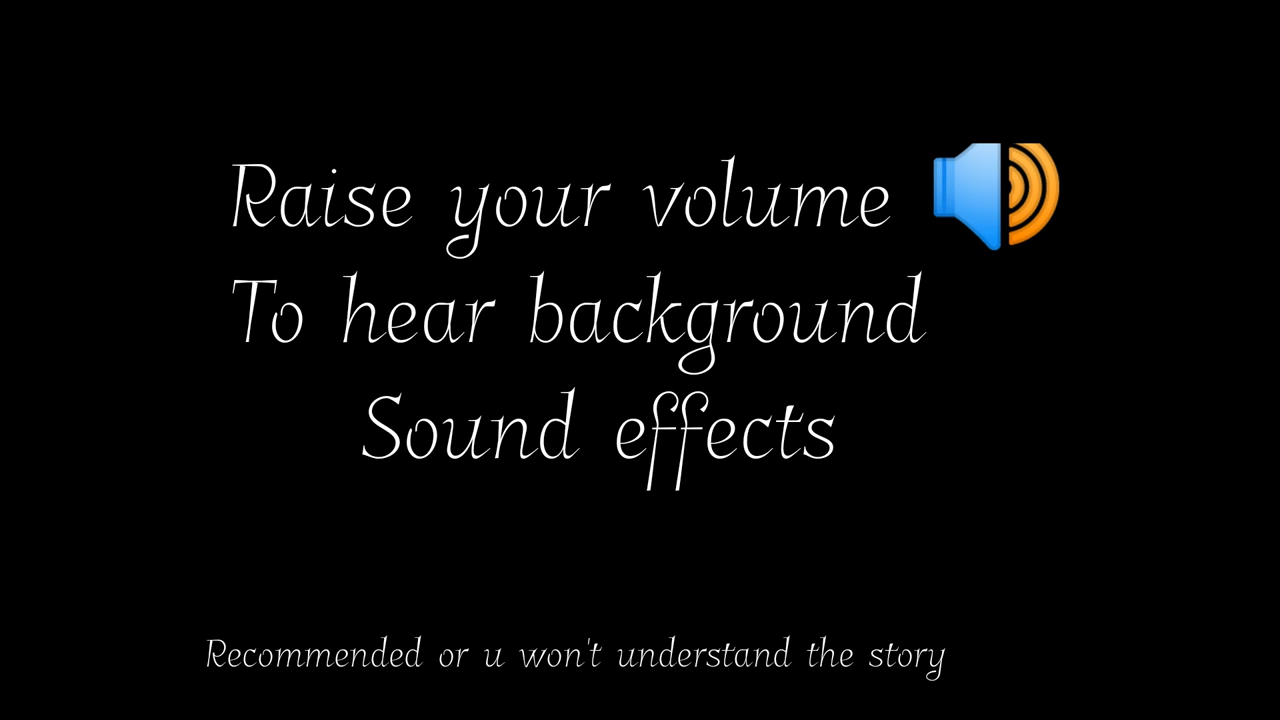 Raise your volume 🔊
To hear background
Sound effects
Recommended or u won't understand the story